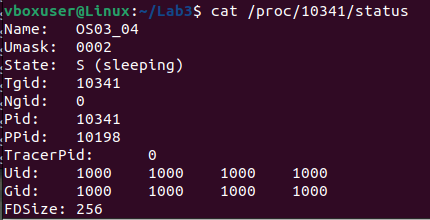 vboxuser@Linux:~/Lab3$ cat /proc/10341/status
Name:   OS03_04
Umask:  0002
State:  S (sleeping)
Tgid:   10341
Ngid:   0
Pid:    10341
PPid:   10198
TracerPid:      0
Uid:    1000    1000    1000    1000
Gid:    1000    1000    1000    1000
FDSize: 256